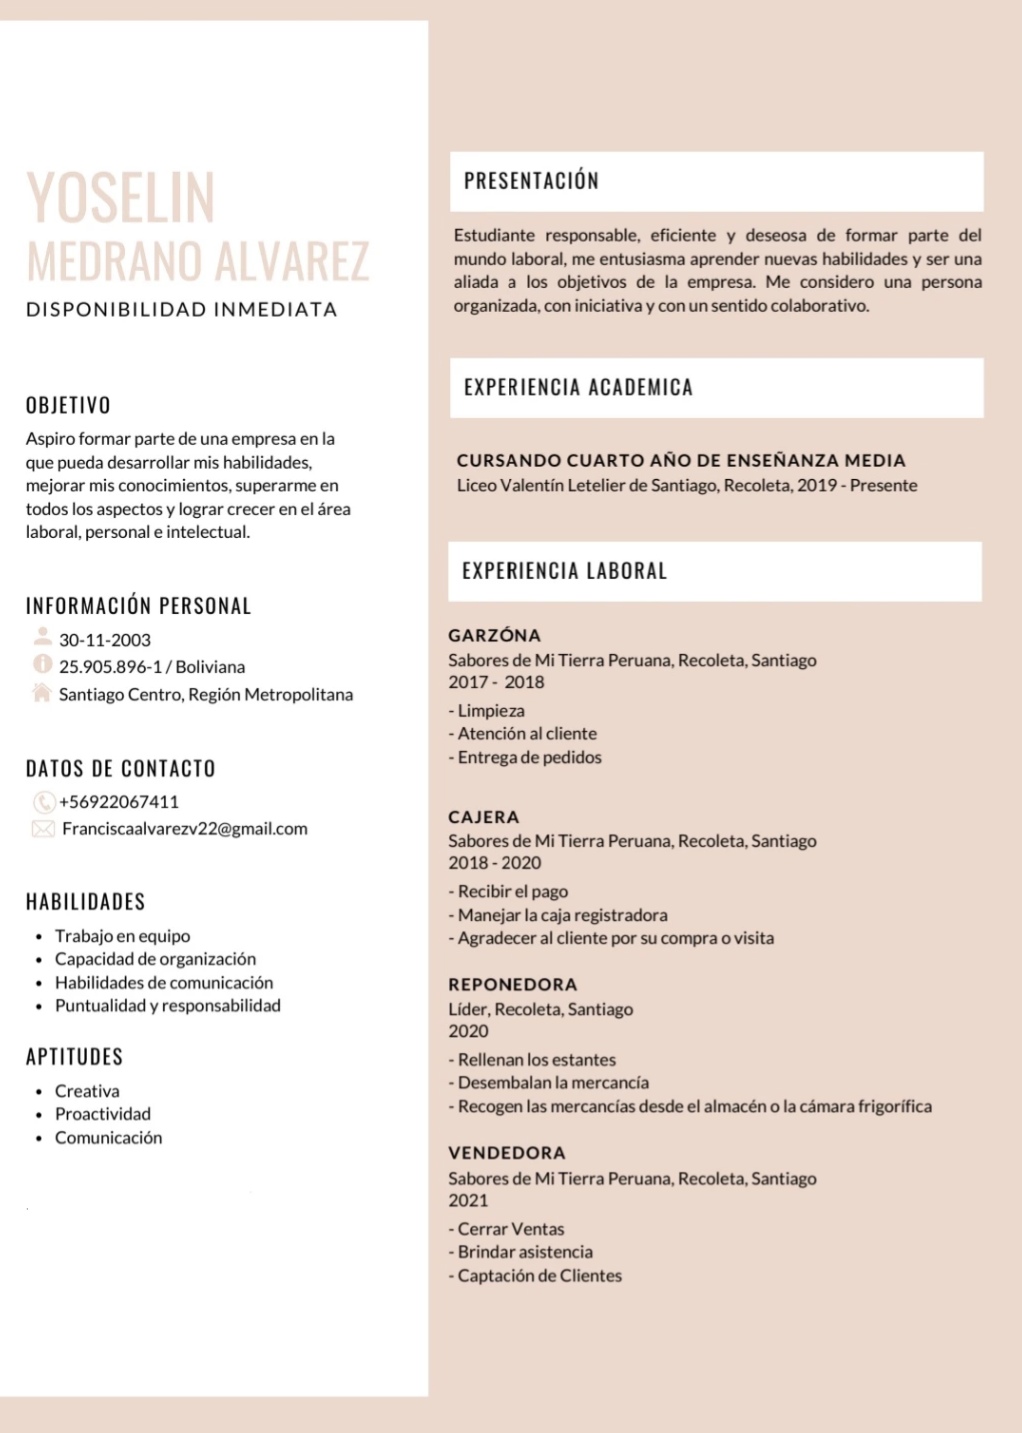 YOSELIN
MEDRANO ALVAREZ
DISPONIBILIDAD INMEDIATA
OBJETIVO
Aspiro formar parte de una empresa en la
que pueda desarrollar mis habilidades,
mejorar mis conocimientos, superarme en
todos los aspectos y lograr crecer en el área
laboral, personal e intelectual.
INFORMACIÓN PERSONAL
30-11-2003
25.905.896-1 / Boliviana
Santiago Centro, Región Metropolitana
DATOS DE CONTACTO
+56922067411
Franciscaalvarezv22@gmail.com
HABILIDADES
• Trabajo en equipo
• Capacidad de organización
• Habilidades de comunicación
• Puntualidad y responsabilidad
APTITUDES
• Creativa
• Proactividad
• Comunicación
PRESENTACIÓN
Estudiante responsable, eficiente y deseosa de formar parte del
mundo laboral, me entusiasma aprender nuevas habilidades y ser una
aliada a los objetivos de la empresa. Me considero una persona
organizada, con iniciativa y con un sentido colaborativo.
EXPERIENCIA ACADEMICA
CURSANDO CUARTO AÑO DE ENSEÑANZA MEDIA
Liceo Valentín Letelier de Santiago, Recoleta, 2019 - Presente
EXPERIENCIA LABORAL
GARZÓNA
Sabores de Mi Tierra Peruana, Recoleta, Santiago
2017 - 2018
- Limpieza
- Atención al cliente
- Entrega de pedidos
CAJERA
Sabores de Mi Tierra Peruana, Recoleta, Santiago
2018 - 2020
- Recibir el pago
- Manejar la caja registradora
- Agradecer al cliente por su compra o visita
REPONEDORA
Líder, Recoleta, Santiago
2020
- Rellenan los estantes
- Desembalan la mercancía
- Recogen las mercancías desde el almacén o la cámara frigorífica
VENDEDORA
Sabores de Mi Tierra Peruana, Recoleta, Santiago
2021
- Cerrar Ventas
- Brindar asistencia
- Captación de Clientes